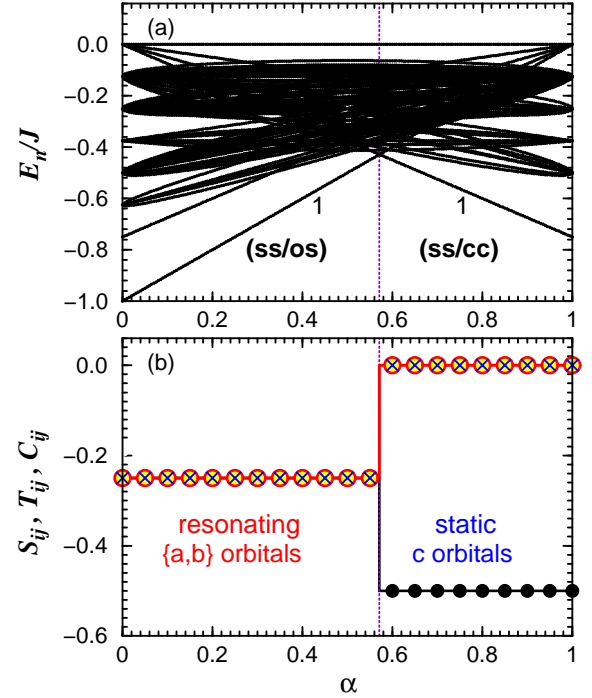 (a)
0.0
−0.2
−0.4
−0.6
−0.8
−1.0
E_n/J
1
1
(ss/os)
(ss/cc)
0
0.2
0.4
0.6
0.8
1
(b)
0.0
−0.2
−0.4
−0.6
S_ij, T_ij, C_ij
resonating
{a,b} orbitals
static
c orbitals
0
0.2
0.4
0.6
0.8
1
α